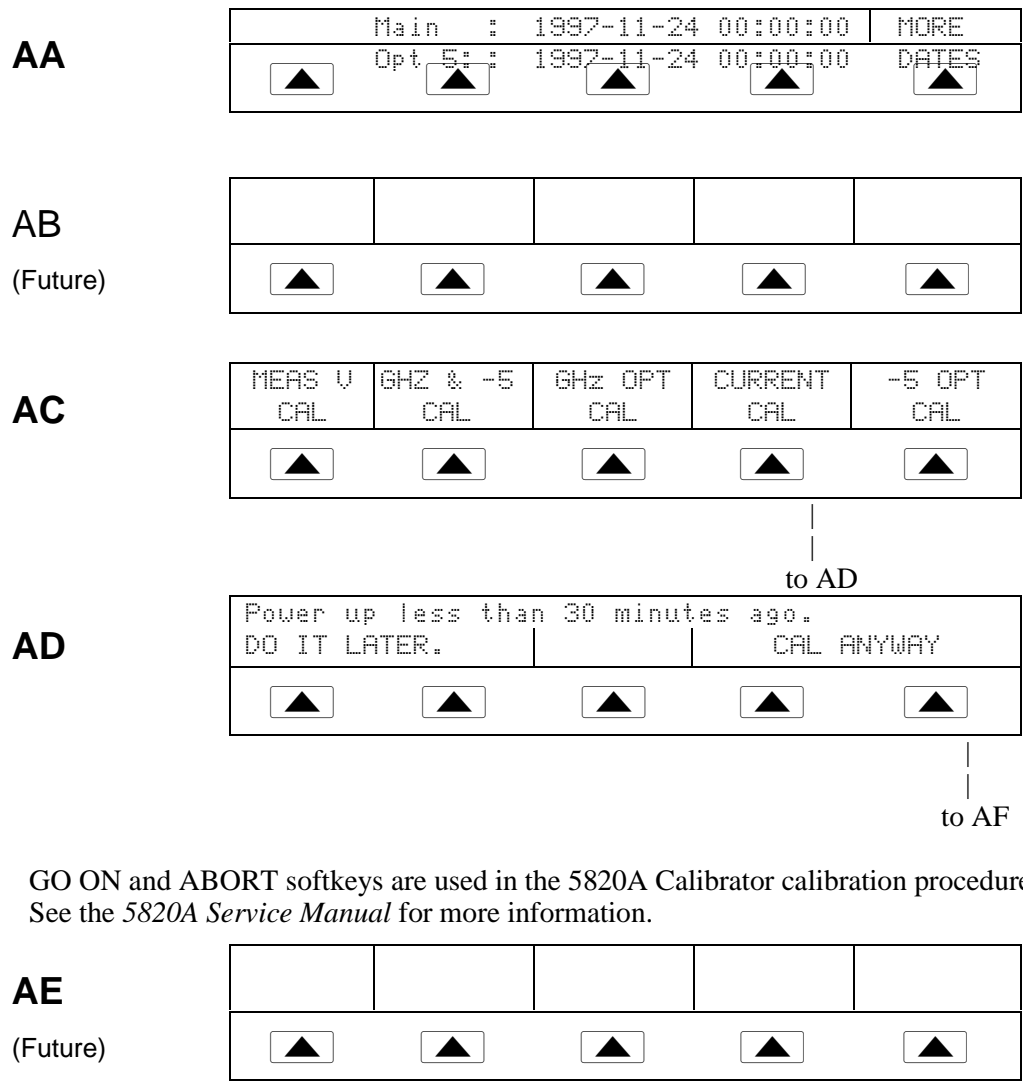 Main : 1997-11-24 00:00:00 MORE
AA
Opt 5: : 1997-11-24 00:00:00 DATES
AB
(Future)
MEAS V GHZ & -5 GHz OPT CURRENT -5 OPT
AC
CAL CAL CAL CAL CAL
to AD
Power up less than 30 minutes ago.
AD
DO IT LATER. CAL ANYWAY
to AF
GO ON and ABORT softkeys are used in the 5820A Calibrator calibration procedure
See the 5820A Service Manual for more information.
AE
(Future)